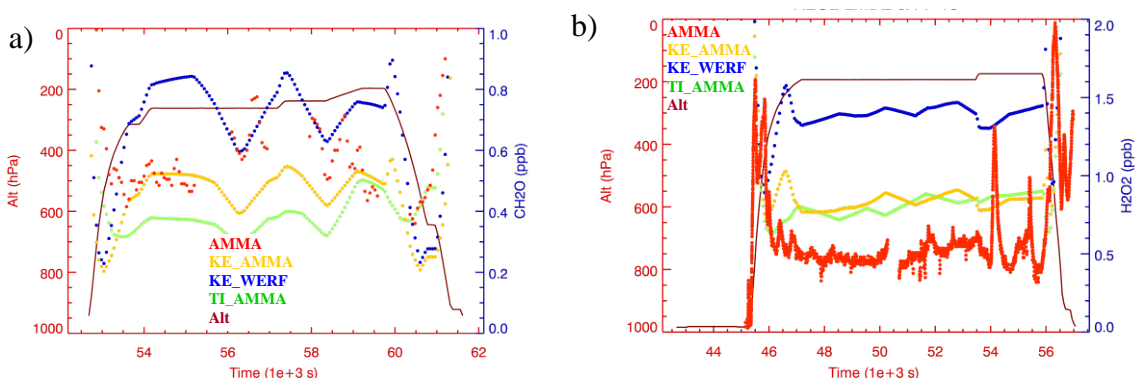 a)
0
200
400
600
800
1000
Alt (hPa)
54
56
58
60
62
Time (1e+3 s)
1.0
0.8
0.6
0.4
0.2
0.0
CH2O (ppb)
AMMA
KE_AMMA
KE_WERF
TI_AMMA
Alt
b)
AMMA
KE_AMMA
KE_WERF
TI_AMMA
Alt
0
200
400
600
800
1000
Alt (hPa)
44
46
48
50
52
54
56
Time (1e+3 s)
2.0
1.5
1.0
0.5
0.0
H2O2 (ppb)